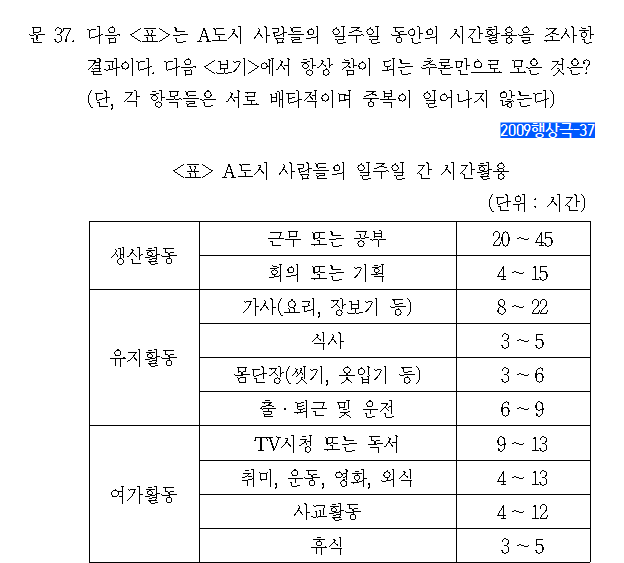 문 37. 다음 <표>는 A도시 사람들의 일주일 동안의 시간활용을 조사한
결과이다. 다음 <보기>에서 항상 참이 되는 추론만으로 모은 것은?
(단, 각 항목들은 서로 배타적이며 중복이 일어나지 않는다)
2009행상극-37
<표> A도시 사람들의 일주일 간 시간활용
(단위 : 시간)
생산활동
근무 또는 공부 20 ~ 45
회의 또는 기획 4 ~ 15
유지활동
가사(요리, 장보기 등) 8 ~ 22
식사 3 ~ 5
몸단장(씻기, 옷입기 등) 3 ~ 6
출·퇴근 및 운전 6 ~ 9
여가활동
TV시청 또는 독서 9 ~ 13
취미, 운동, 영화, 외식 4 ~ 13
사교활동 4 ~ 12
휴식 3 ~ 5